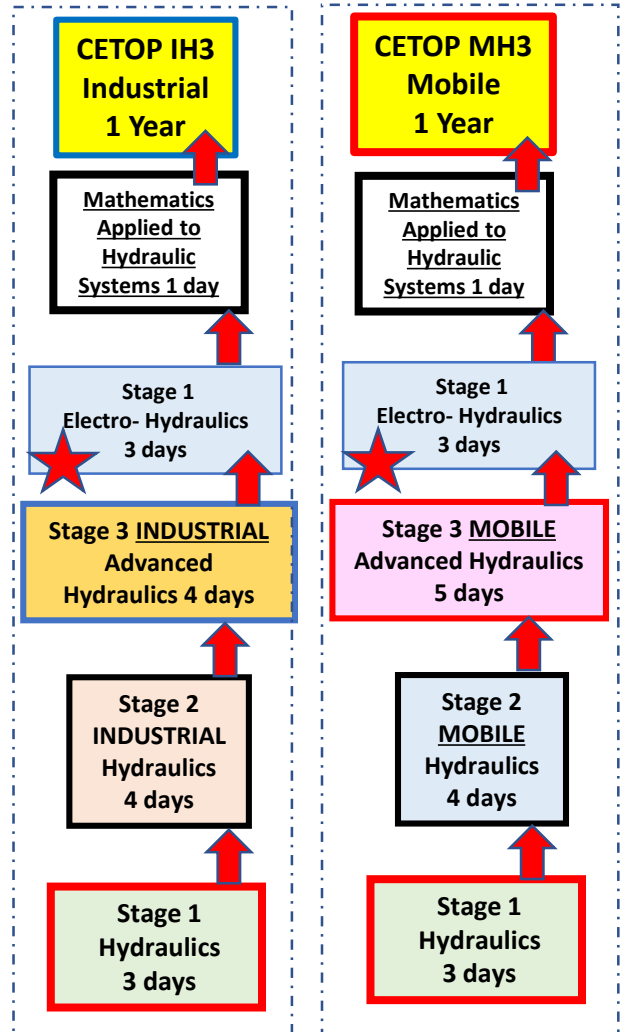 CETOP IH3
Industrial
1 Year
Mathematics
Applied to
Hydraulic
Systems 1 day
Stage 1
Electro- Hydraulics
3 days
Stage 3 INDUSTRIAL
Advanced
Hydraulics 4 days
Stage 2
INDUSTRIAL
Hydraulics
4 days
Stage 1
Hydraulics
3 days
CETOP MH3
Mobile
1 Year
Mathematics
Applied to
Hydraulic
Systems 1 day
Stage 1
Electro- Hydraulics
3 days
Stage 3 MOBILE
Advanced Hydraulics
5 days
Stage 2
MOBILE
Hydraulics
4 days
Stage 1
Hydraulics
3 days